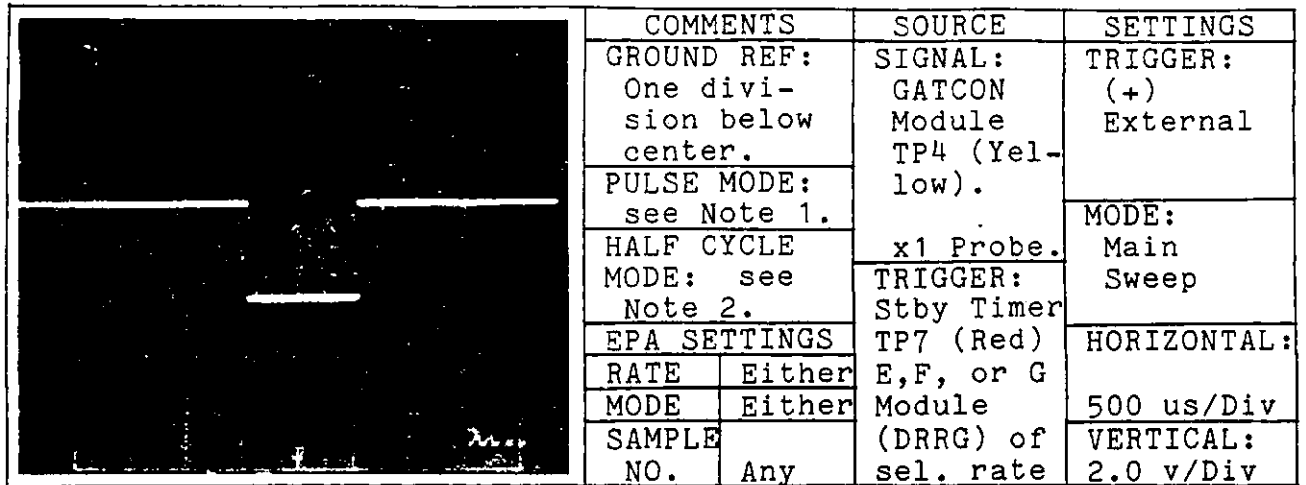 COMMENTS
GROUND REF:
One divi-
sion below
center.
PULSE MODE:
see Note 1.
HALF CYCLE
MODE: see
Note 2.
EPA SETTINGS
RATE Either
MODE Either
SAMPLE
NO. Any
SOURCE
SIGNAL:
GATCON
Module
TP4 (Yel-
low).
x1 Probe.
TRIGGER:
Stby Timer
TP7 (Red)
E,F, or G
Module
(DRRG) of
sel. rate
SETTINGS
TRIGGER:
(+)
External
MODE:
Main
Sweep
HORIZONTAL:
500 us/Div
VERTICAL:
2.0 v/Div